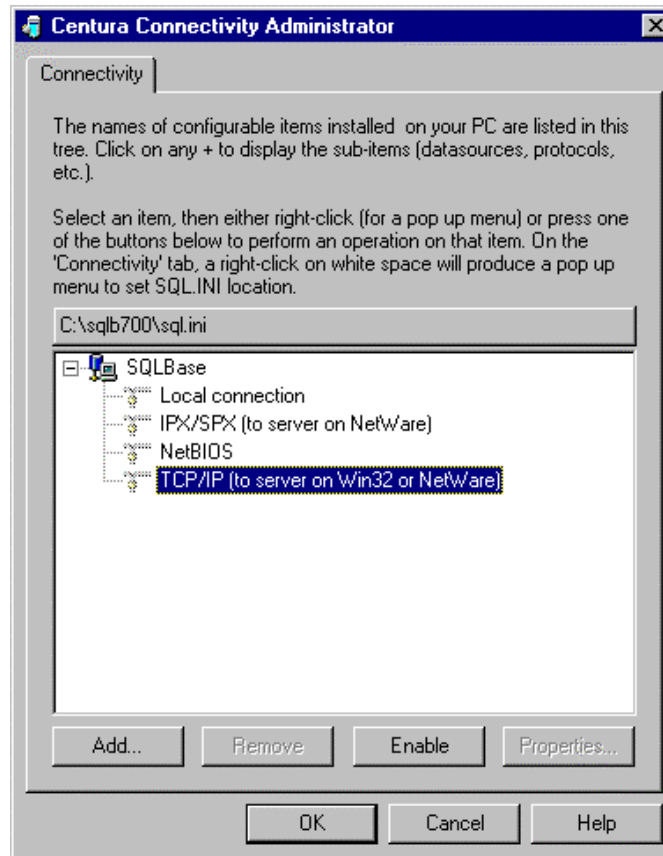 Centura Connectivity Administrator
Connectivity
The names of configurable items installed on your PC are listed in this
tree. Click on any + to display the sub-items (datasources, protocols,
etc.).
Select an item, then either right-click (for a pop up menu) or press one
of the buttons below to perform an operation on that item. On the
'Connectivity' tab, a right-click on white space will produce a pop up
menu to set SQL.INI location.
C:\sqlb700\sql.ini
SQLBase
Local connection
IPX/SPX (to server on NetWare)
NetBIOS
TCP/IP (to server on Win32 or NetWare)
Add... Remove Enable Properties...
OK Cancel Help